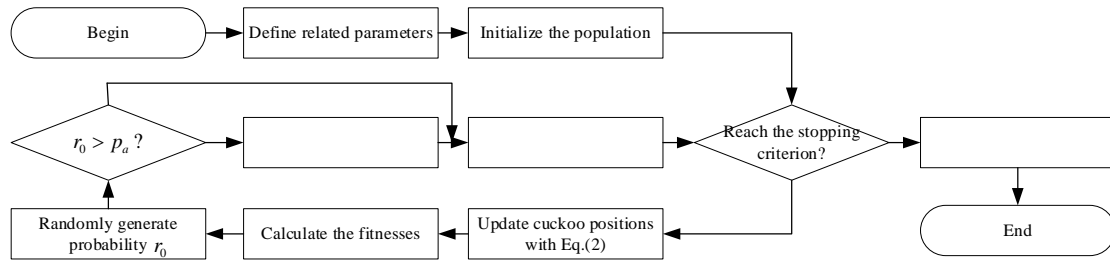 Begin
Define related parameters
Initialize the population
r₀ > pₐ ?
Reach the stopping
criterion?
Randomly generate
probability r₀
Calculate the fitnesses
Update cuckoo positions
with Eq.(2)
End